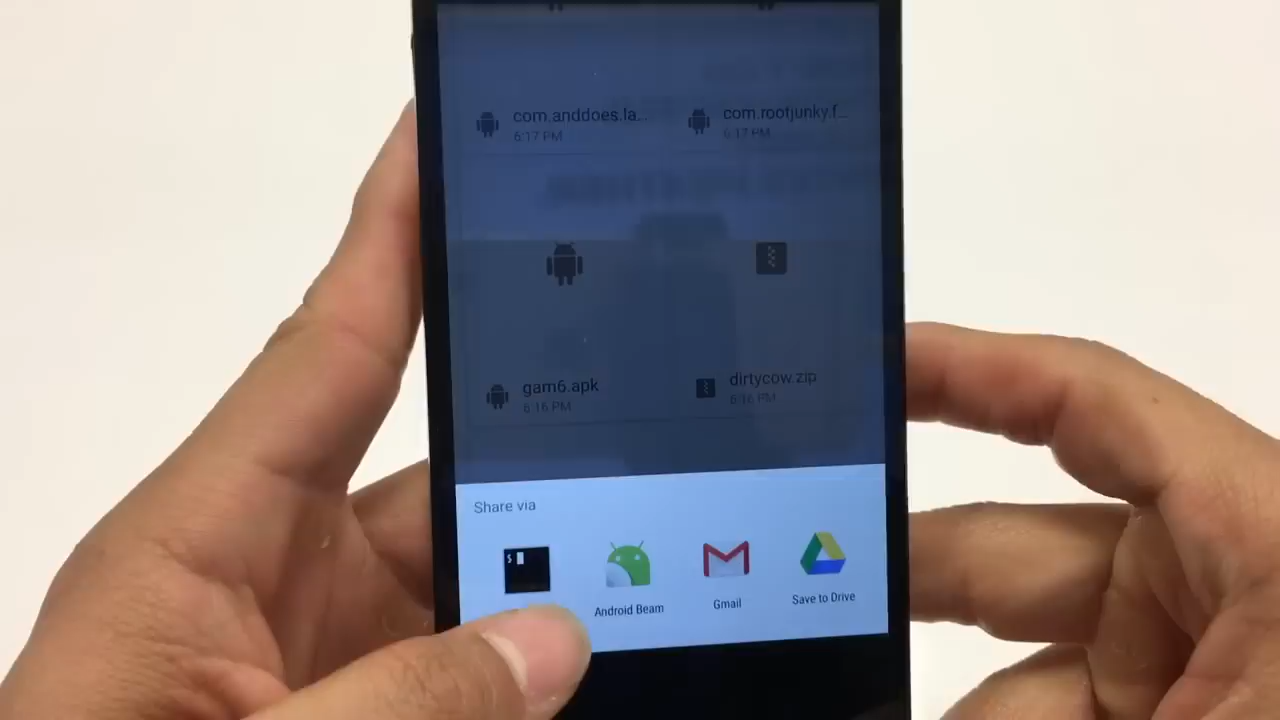 com.anddoes.la...
6:17 PM
com.rootjunky.f...
6:17 PM
gam6.apk
6:16 PM
dirtycow.zip
6:16 PM
Share via
$
Android Beam
Gmail
Save to Drive